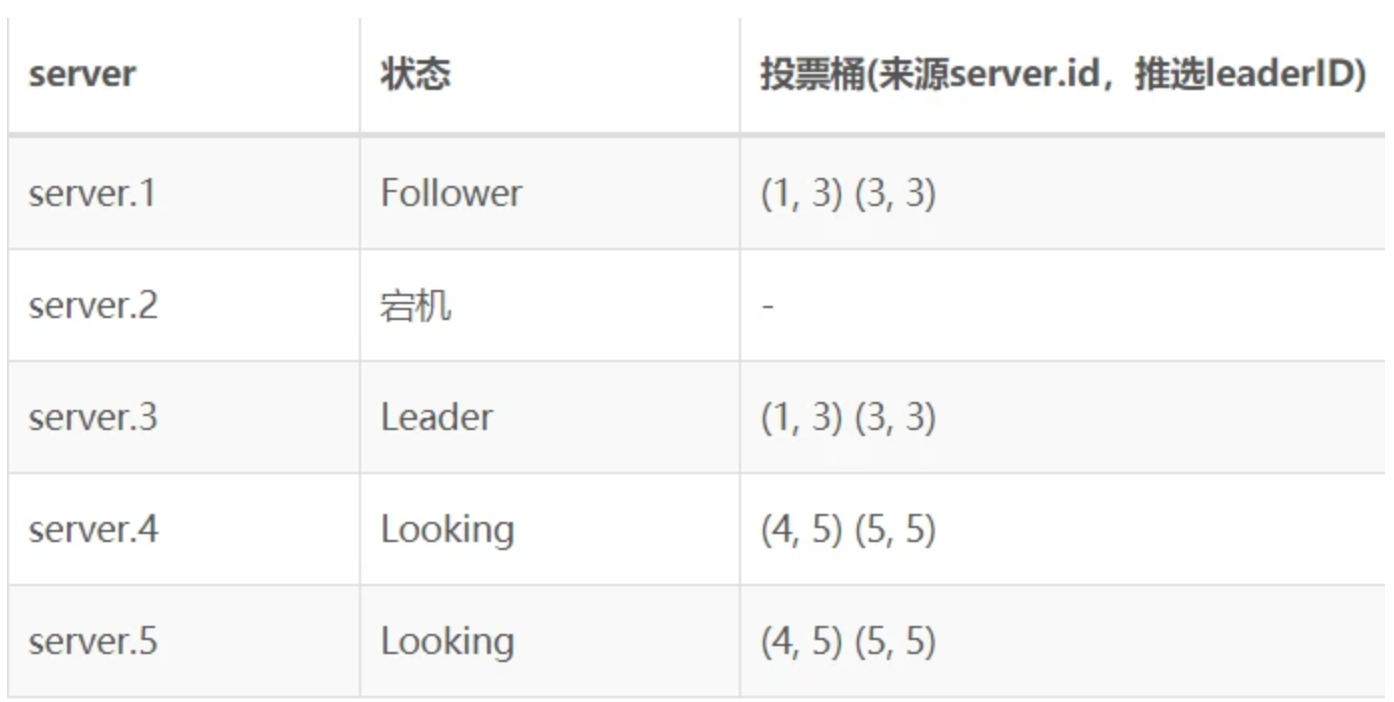 server 状态 投票桶(来源server.id，推选leaderID)
server.1 Follower (1, 3) (3, 3)
server.2 宕机 -
server.3 Leader (1, 3) (3, 3)
server.4 Looking (4, 5) (5, 5)
server.5 Looking (4, 5) (5, 5)